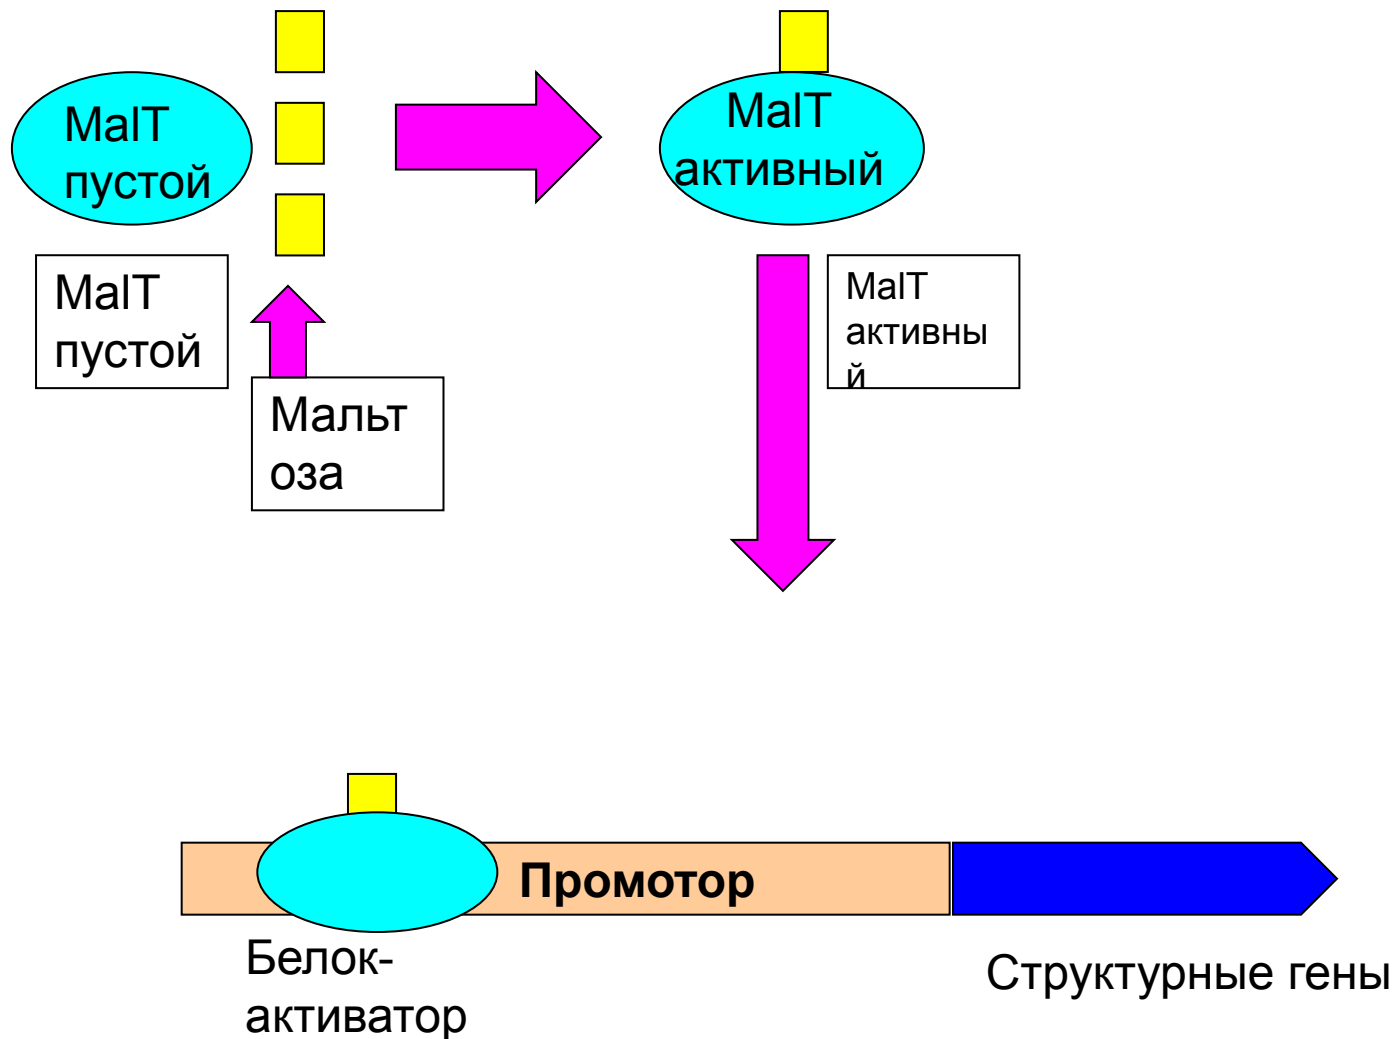 MalT
пустой
MalT
активный
MalT
пустой
MalT
активны
й
Мальт
оза
Промотор
Белок-
активатор
Структурные гены